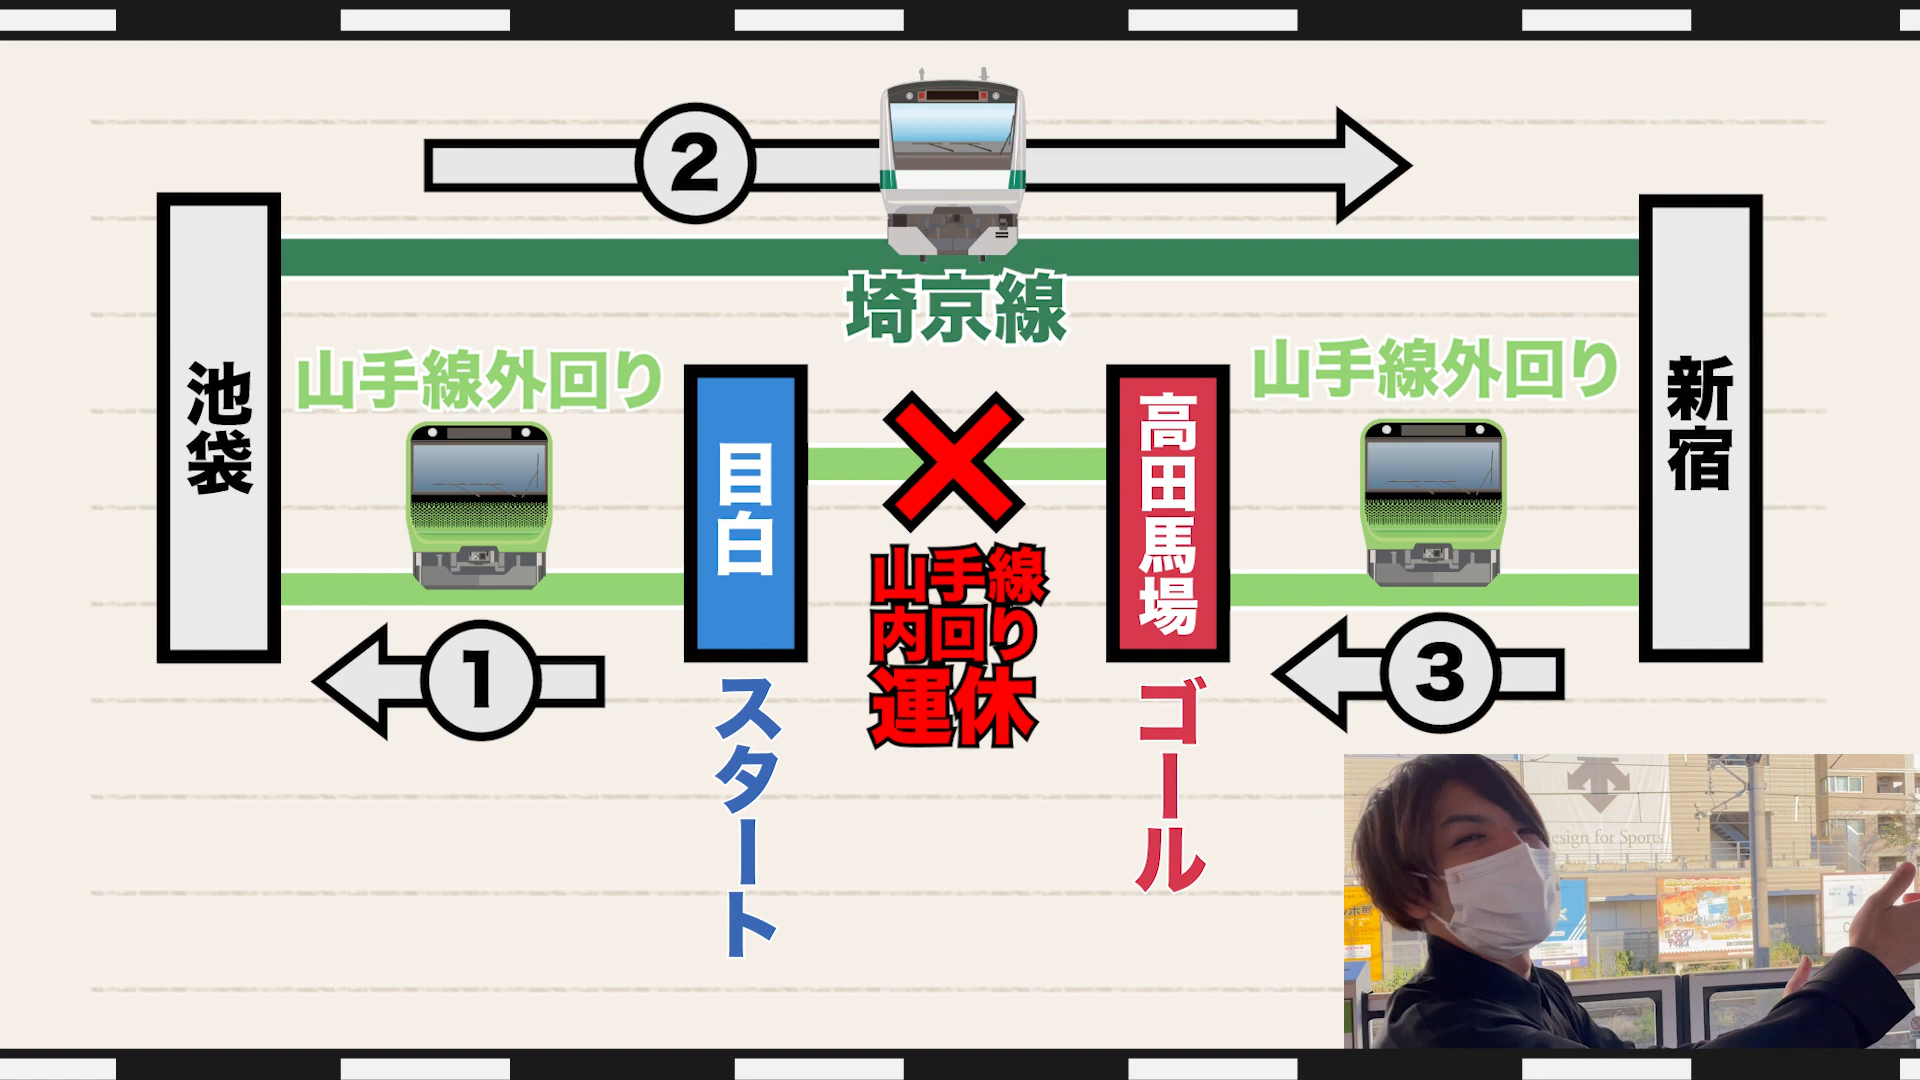 ②
埼京線
池袋
山手線外回り
目白
高田馬場
山手線外回り
新宿
山手線
内回り
運休
①
③
スタート
ゴール
esign for Sports